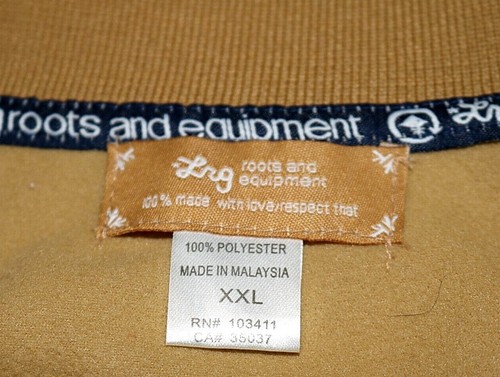 roots and equipment Lrg
Lrg roots and
equipment
100% made with love/respect that
100% POLYESTER
MADE IN MALAYSIA
XXL
RN# 103411
CA# 35037